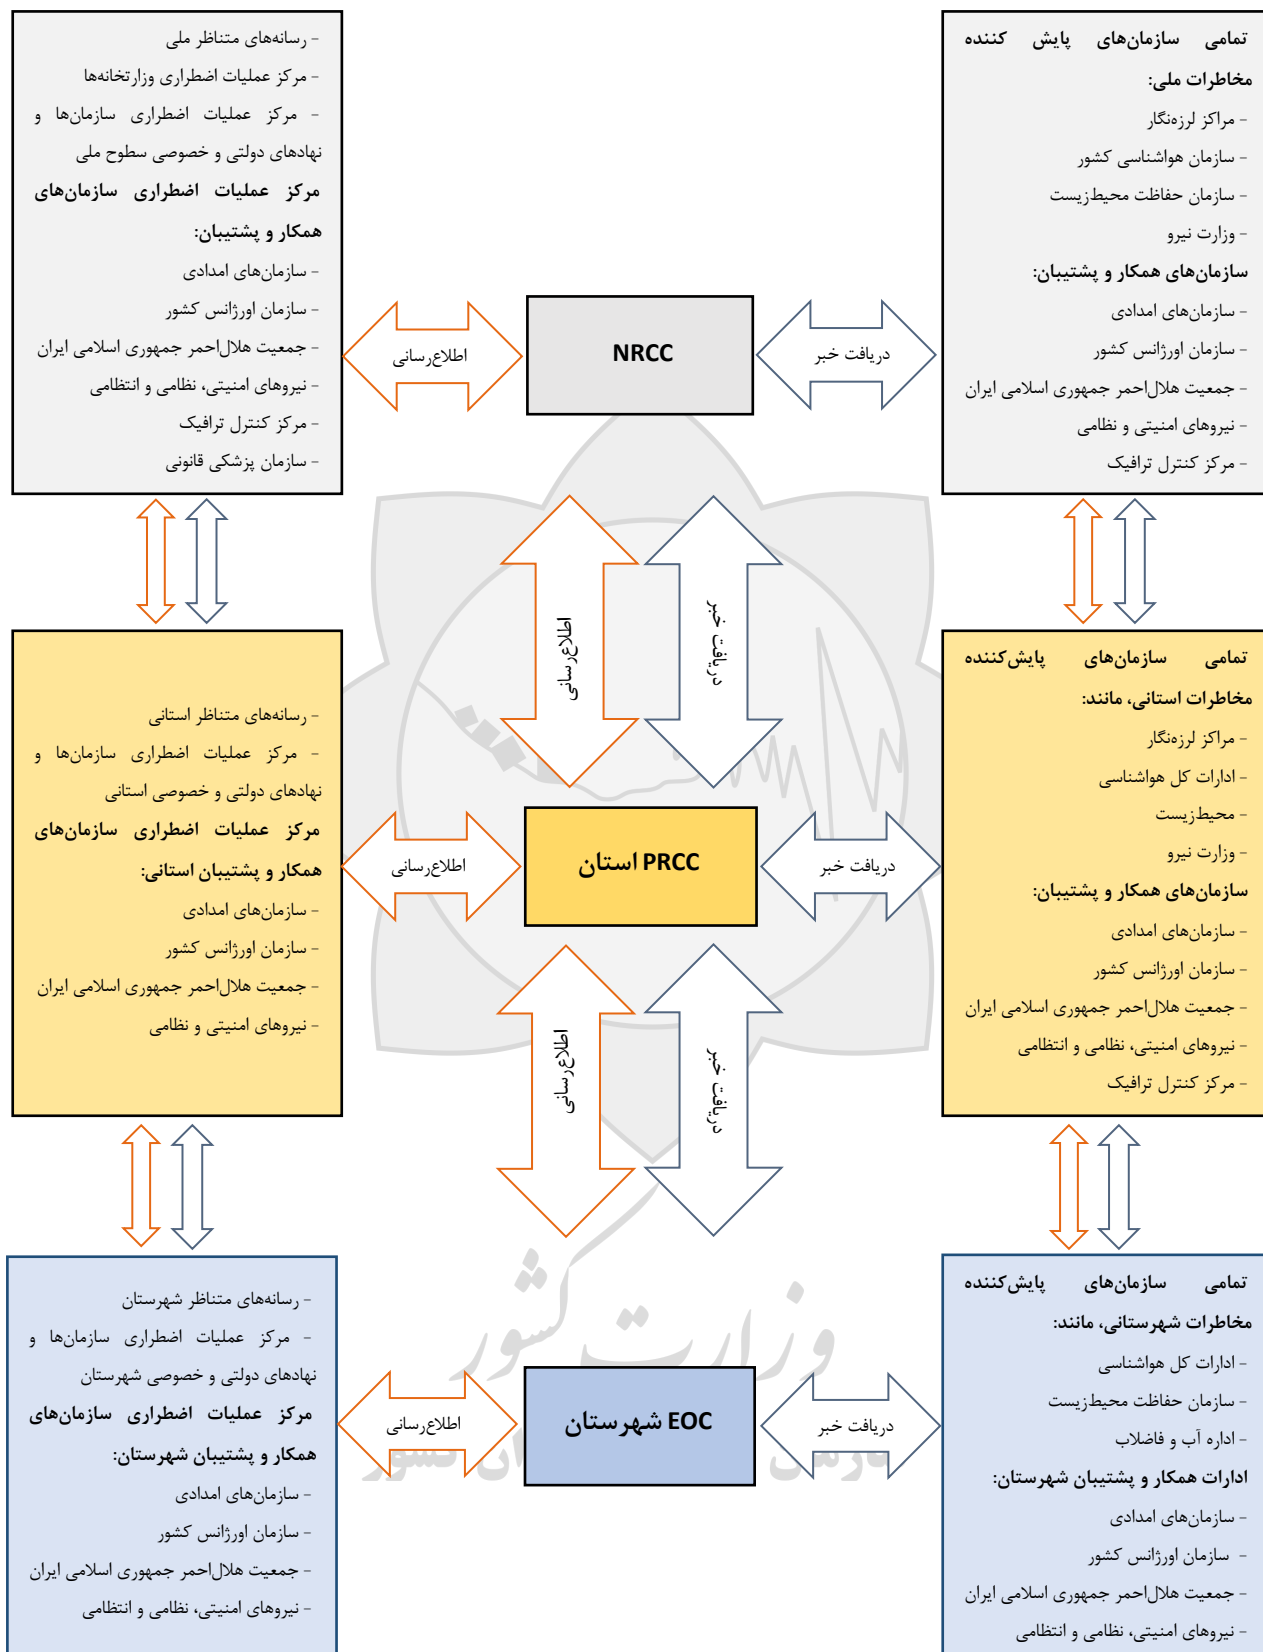 تمامی سازمان‌های پایش کننده
مخاطرات ملی:
- مراکز لرزه‌نگار
- سازمان هواشناسی کشور
- سازمان حفاظت محیط‌زیست
- وزارت نیرو
سازمان‌های همکار و پشتیبان:
- سازمان‌های امدادی
- سازمان اورژانس کشور
- جمعیت هلال‌احمر جمهوری اسلامی ایران
- نیروهای امنیتی و نظامی
- مرکز کنترل ترافیک
دریافت خبر
NRCC
اطلاع‌رسانی
- رسانه‌های متناظر ملی
- مرکز عملیات اضطراری وزارتخانه‌ها
- مرکز عملیات اضطراری سازمان‌ها و
نهادهای دولتی و خصوصی سطوح ملی
مرکز عملیات اضطراری سازمان‌های
همکار و پشتیبان:
- سازمان‌های امدادی
- سازمان اورژانس کشور
- جمعیت هلال‌احمر جمهوری اسلامی ایران
- نیروهای امنیتی، نظامی و انتظامی
- مرکز کنترل ترافیک
- سازمان پزشکی قانونی
دریافت خبر
اطلاع‌رسانی
تمامی سازمان‌های پایش‌کننده
مخاطرات استانی، مانند:
- مراکز لرزه‌نگار
- ادارات کل هواشناسی
- محیط‌زیست
- وزارت نیرو
سازمان‌های همکار و پشتیبان:
- سازمان‌های امدادی
- سازمان اورژانس کشور
- جمعیت هلال‌احمر جمهوری اسلامی ایران
- نیروهای امنیتی، نظامی و انتظامی
- مرکز کنترل ترافیک
دریافت خبر
PRCC استان
اطلاع‌رسانی
- رسانه‌های متناظر استانی
- مرکز عملیات اضطراری سازمان‌ها و
نهادهای دولتی و خصوصی استانی
مرکز عملیات اضطراری سازمان‌های
همکار و پشتیبان استانی:
- سازمان‌های امدادی
- سازمان اورژانس کشور
- جمعیت هلال‌احمر جمهوری اسلامی ایران
- نیروهای امنیتی و نظامی
دریافت خبر
اطلاع‌رسانی
تمامی سازمان‌های پایش‌کننده
مخاطرات شهرستانی، مانند:
- ادارات کل هواشناسی
- سازمان حفاظت محیط‌زیست
- اداره آب و فاضلاب
ادارات همکار و پشتیبان شهرستان:
- سازمان‌های امدادی
- سازمان اورژانس کشور
- جمعیت هلال‌احمر جمهوری اسلامی ایران
- نیروهای امنیتی، نظامی و انتظامی
دریافت خبر
EOC شهرستان
اطلاع‌رسانی
- رسانه‌های متناظر شهرستان
- مرکز عملیات اضطراری سازمان‌ها و
نهادهای دولتی و خصوصی شهرستان
مرکز عملیات اضطراری سازمان‌های
همکار و پشتیبان شهرستان:
- سازمان‌های امدادی
- سازمان اورژانس کشور
- جمعیت هلال‌احمر جمهوری اسلامی ایران
- نیروهای امنیتی، نظامی و انتظامی
وزارت کشور
کشور